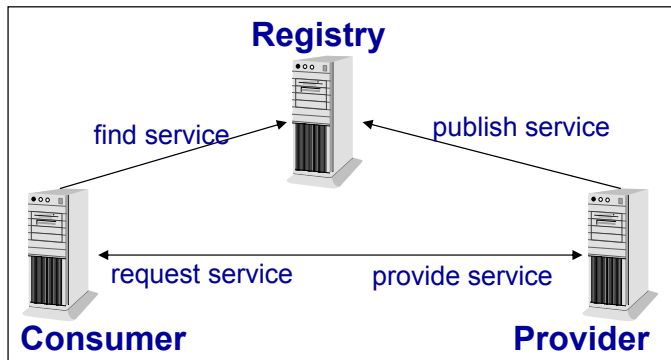 Registry
find service
publish service
request service
provide service
Consumer
Provider